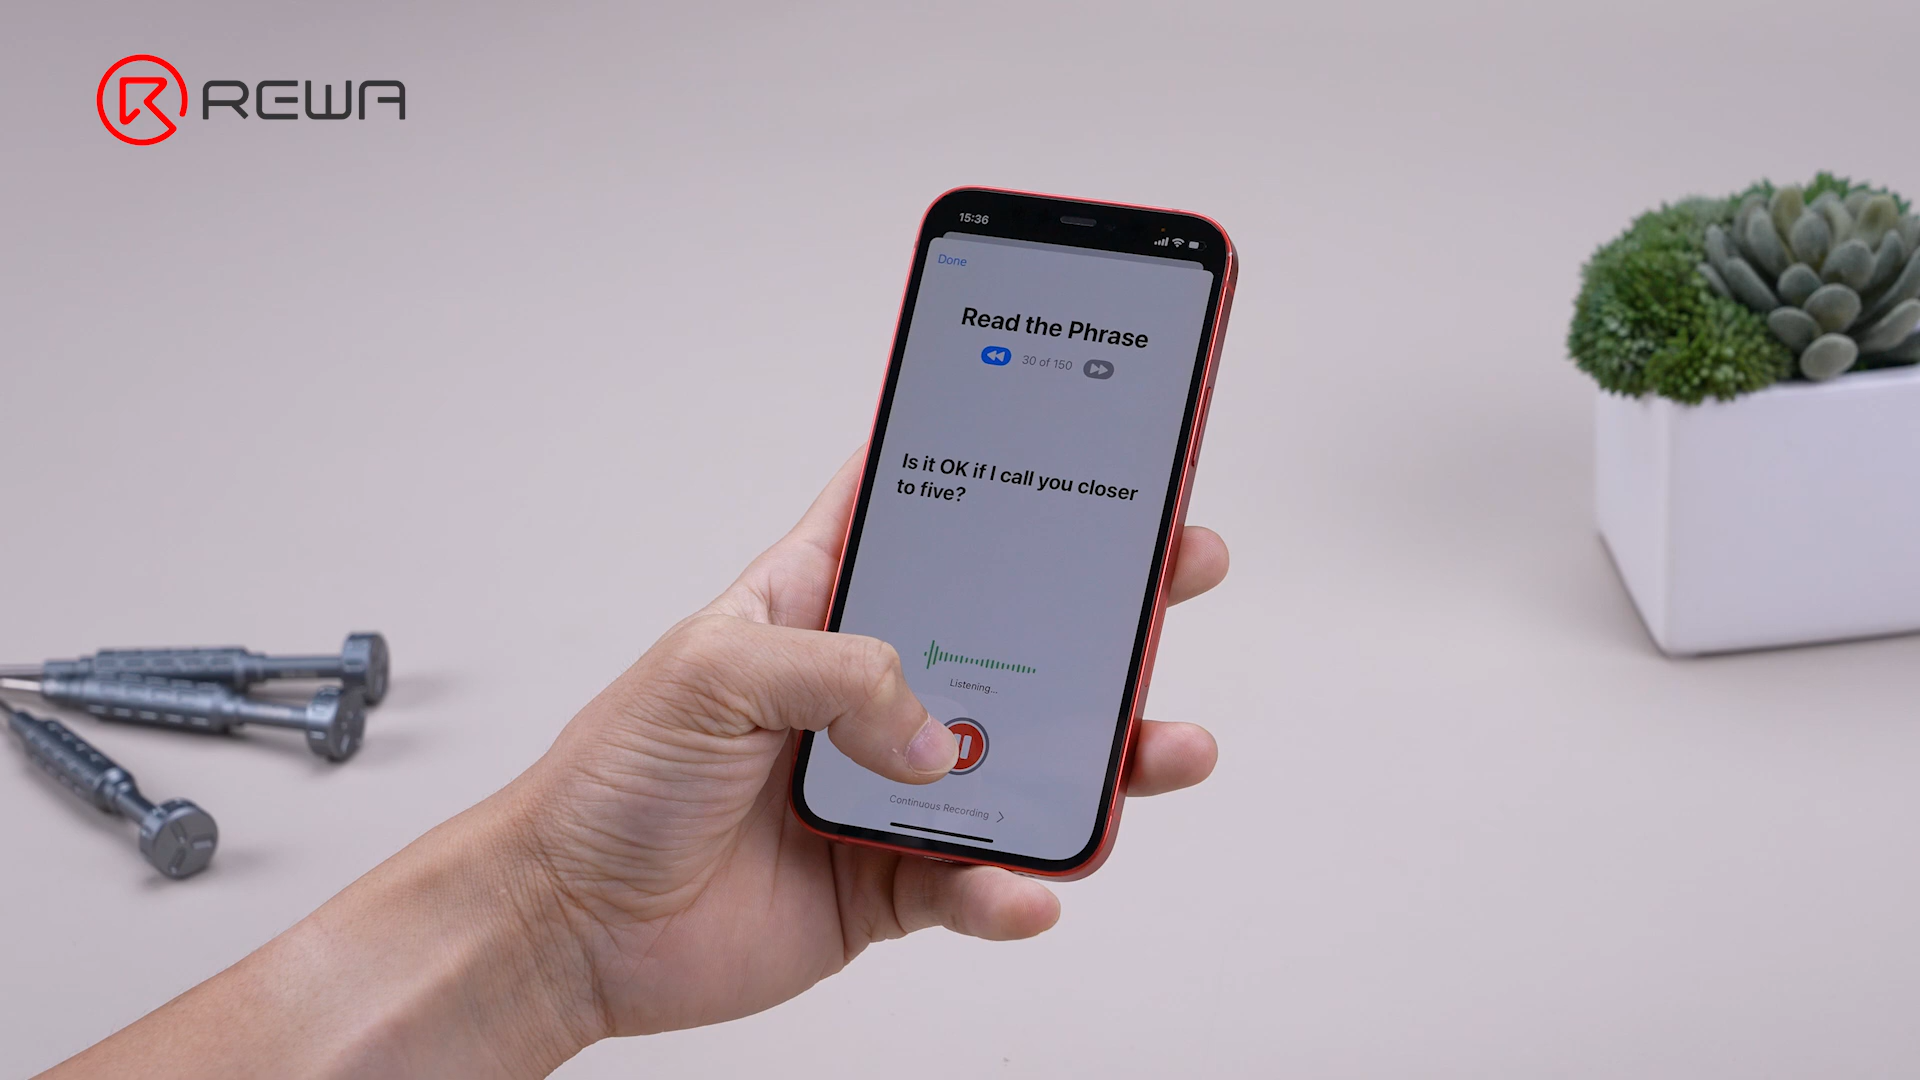 REWA
15:36
Done
Read the Phrase
30 of 150
Is it OK if I call you closer
to five?
Listening...
Continuous Recording